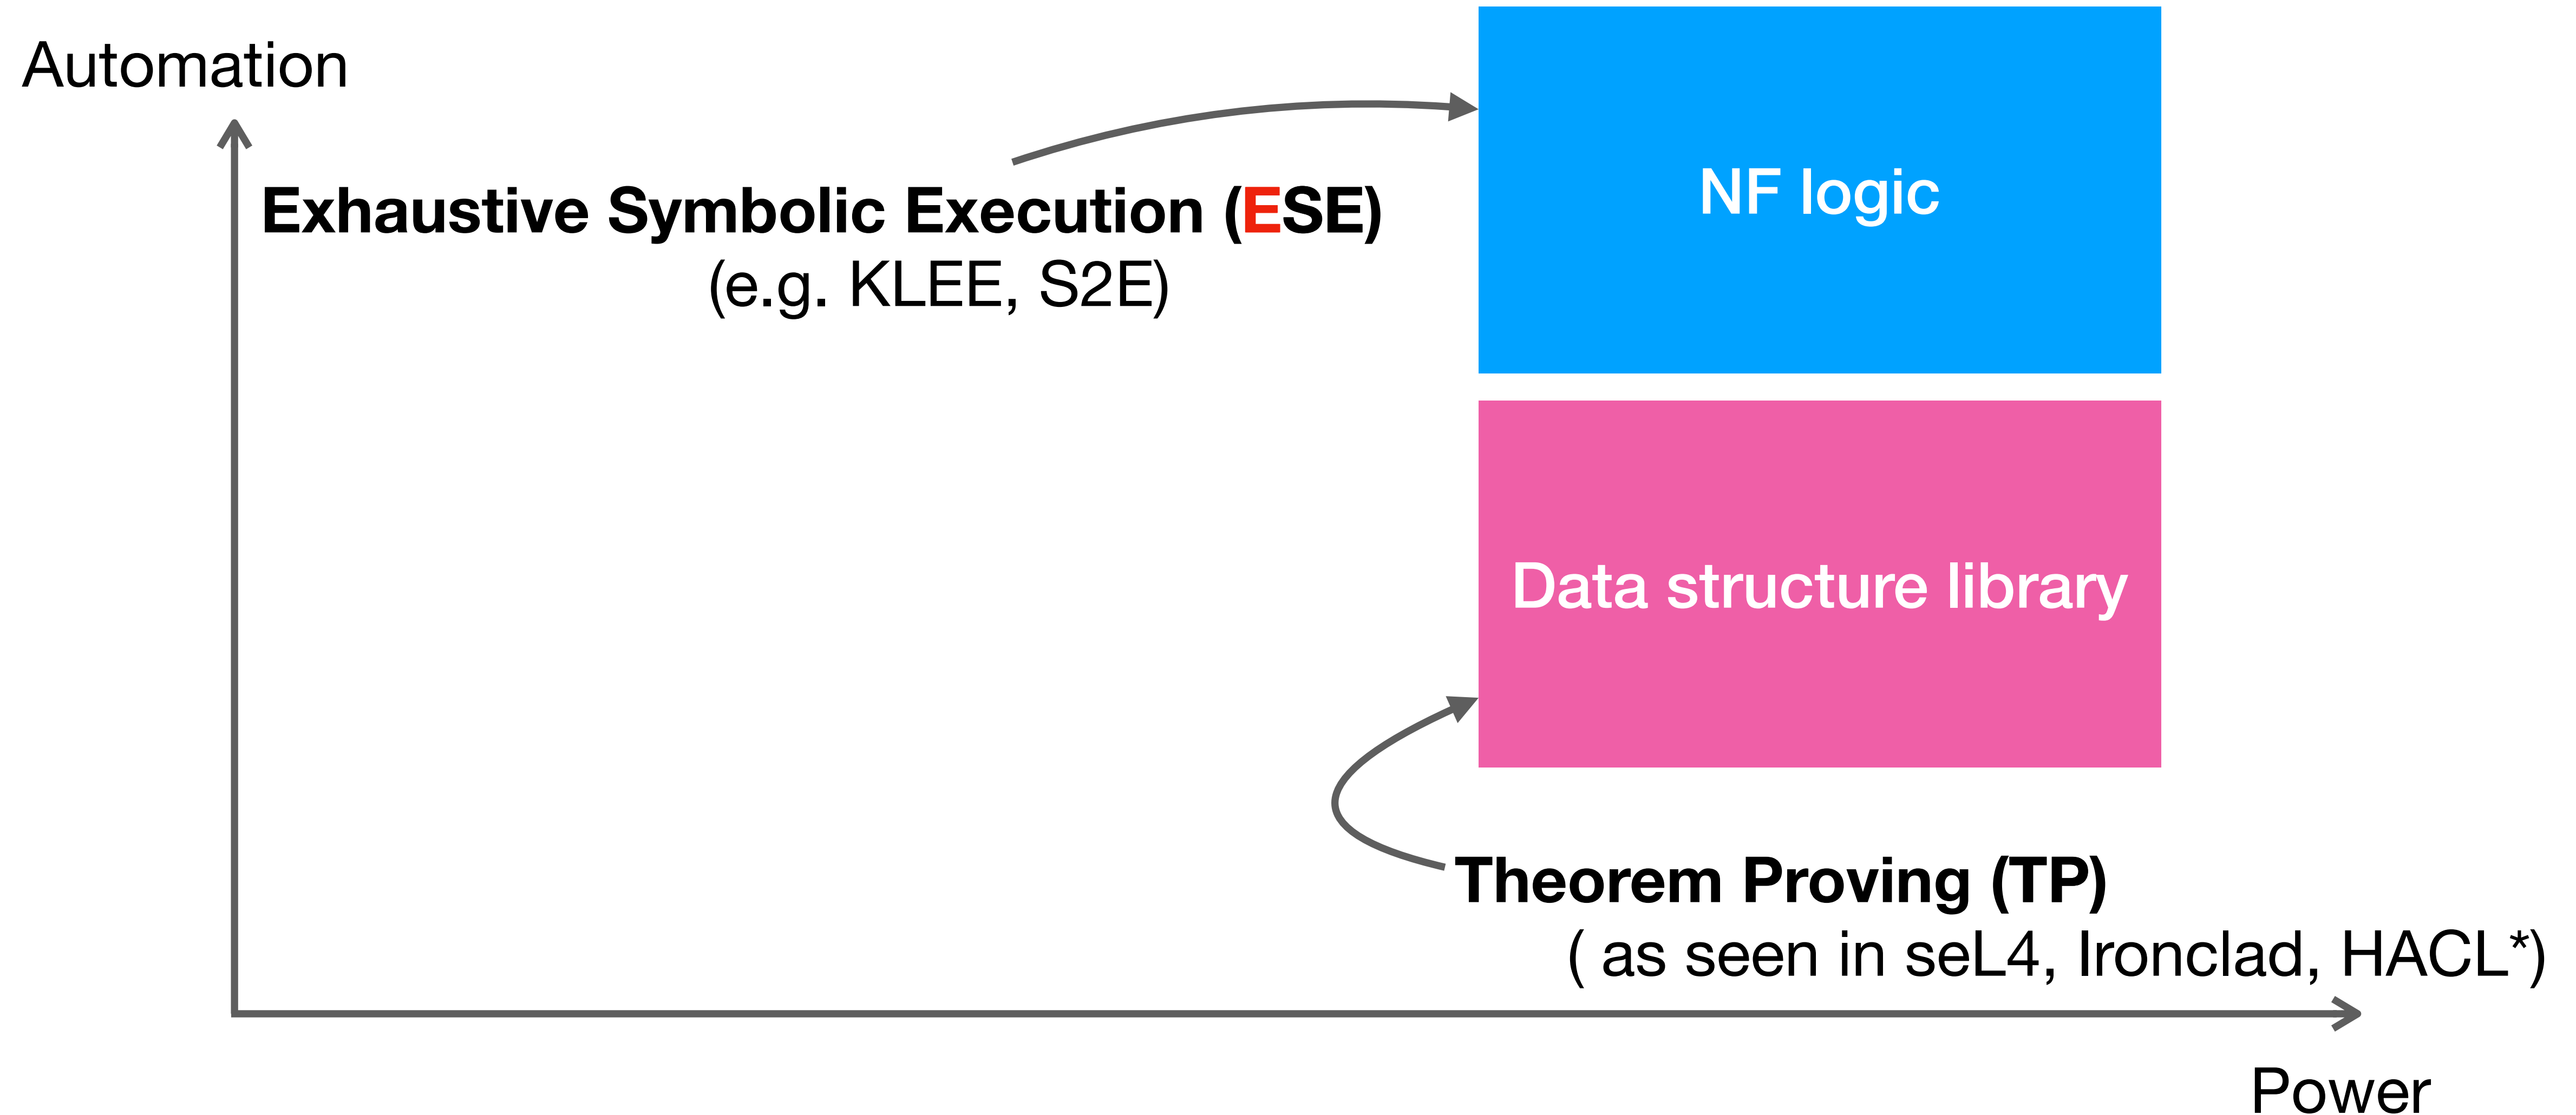 Automation
Exhaustive Symbolic Execution (ESE)
(e.g. KLEE, S2E)
NF logic
Data structure library
Theorem Proving (TP)
( as seen in seL4, Ironclad, HACL*)
Power